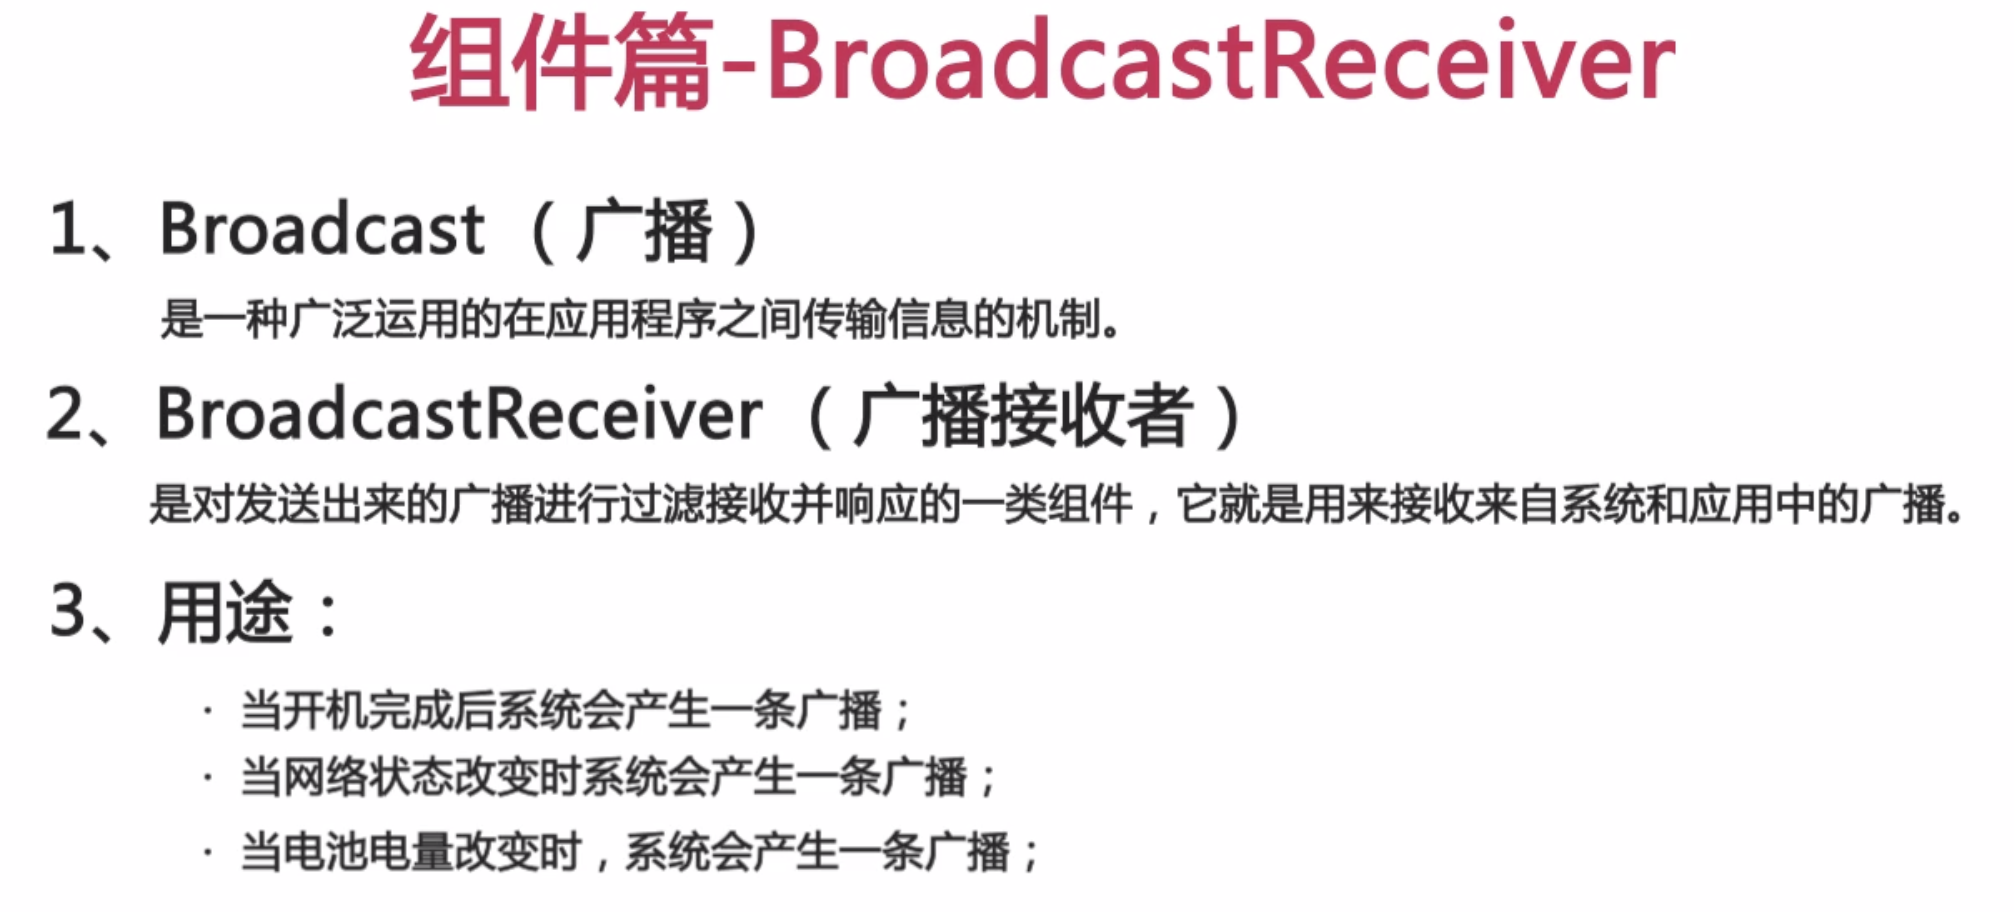 组件篇-BroadcastReceiver
1、Broadcast（广播）
是一种广泛运用的在应用程序之间传输信息的机制。
2、BroadcastReceiver（广播接收者）
是对发送出来的广播进行过滤接收并响应的一类组件，它就是用来接收来自系统和应用中的广播。
3、用途：
· 当开机完成后系统会产生一条广播；
· 当网络状态改变时系统会产生一条广播；
· 当电池电量改变时，系统会产生一条广播；